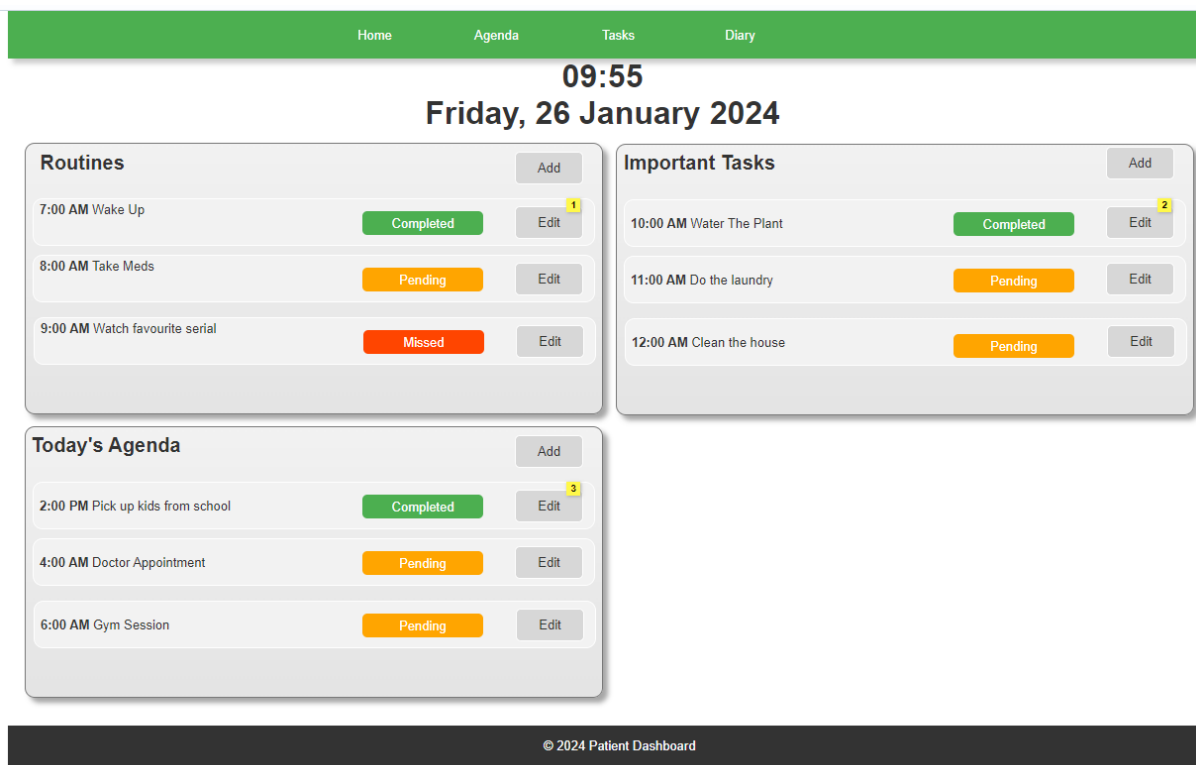 Home Agenda Tasks Diary
09:55
Friday, 26 January 2024
Routines Add
7:00 AM Wake Up Completed Edit 1
8:00 AM Take Meds Pending Edit
9:00 AM Watch favourite serial Missed Edit
Important Tasks Add
10:00 AM Water The Plant Completed Edit 2
11:00 AM Do the laundry Pending Edit
12:00 AM Clean the house Pending Edit
Today's Agenda Add
2:00 PM Pick up kids from school Completed Edit 3
4:00 AM Doctor Appointment Pending Edit
6:00 AM Gym Session Pending Edit
© 2024 Patient Dashboard